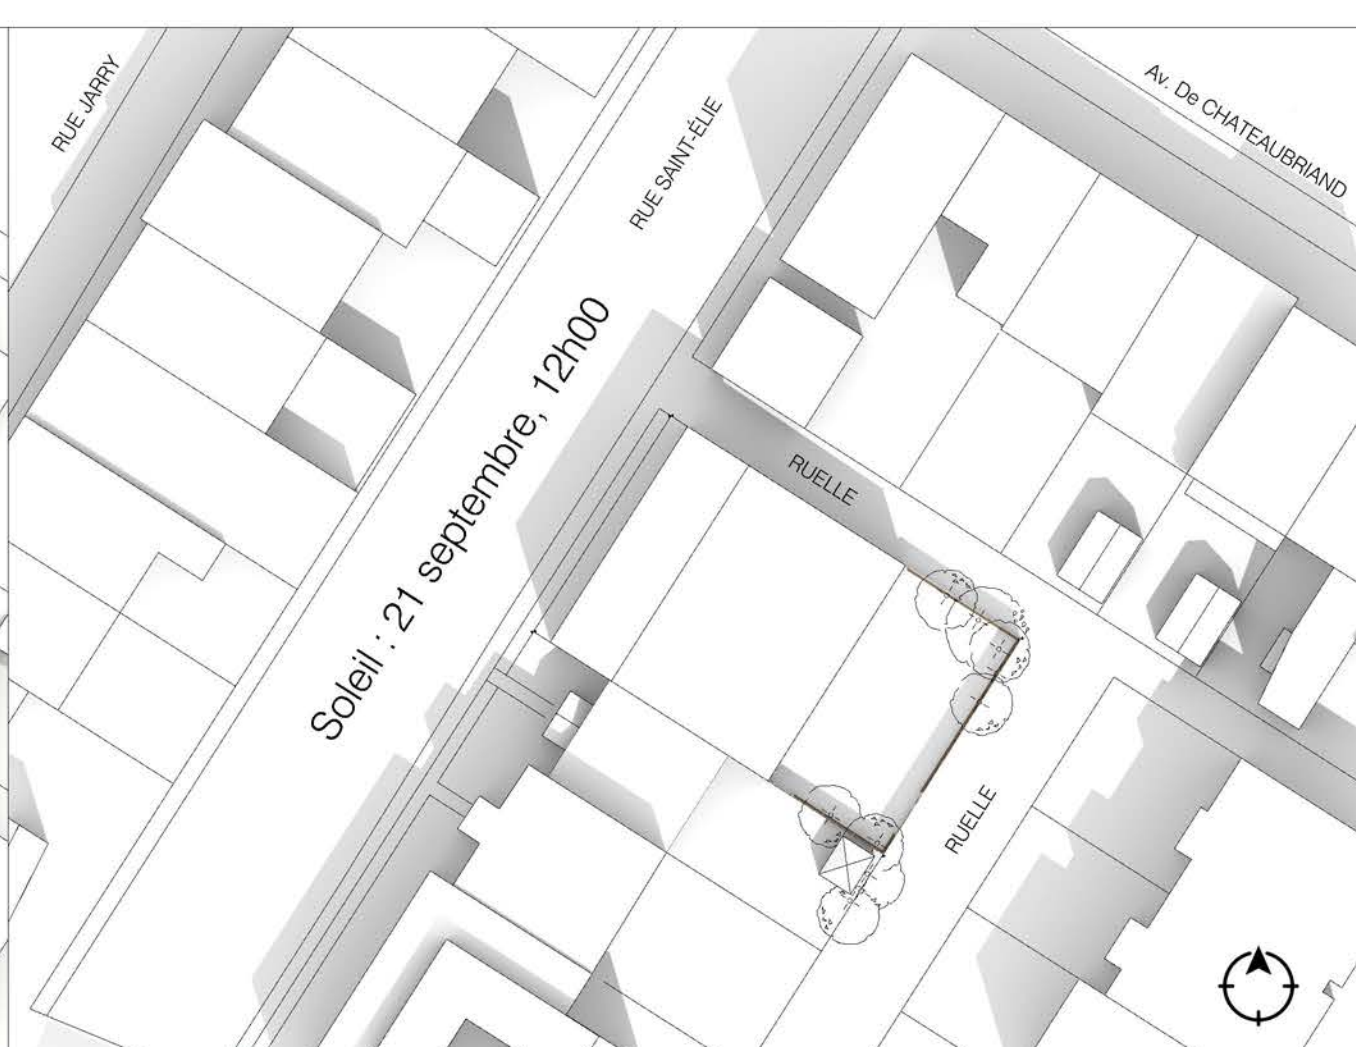 RUE JARRY
RUE SAINT-ÉLIE
Av. De CHATEAUBRIAND
Soleil : 21 septembre, 12h00
RUELLE
RUELLE